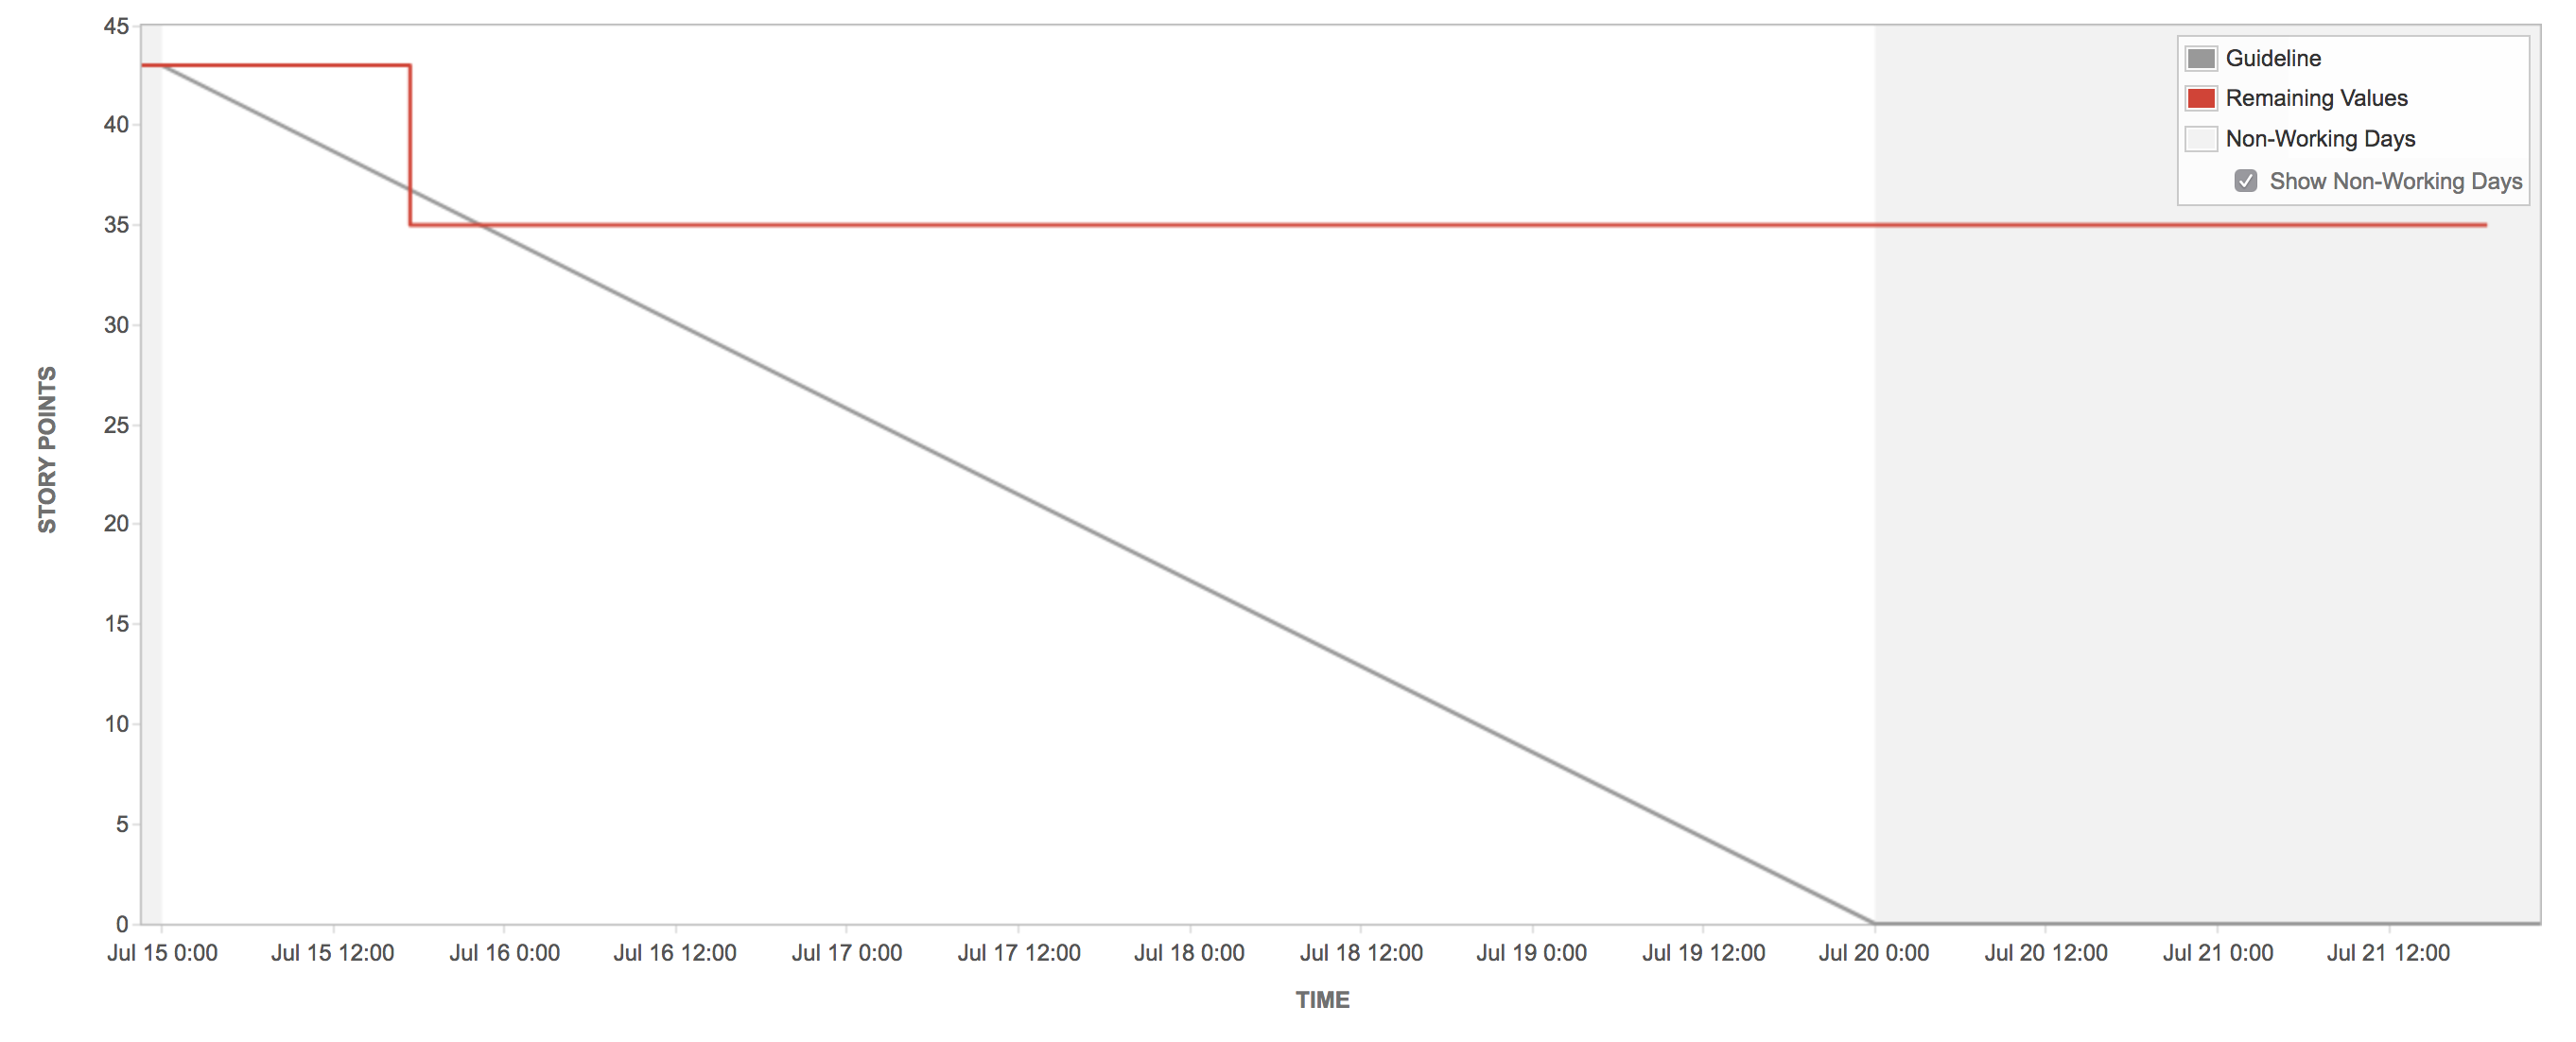 45
40
35
30
25
20
15
10
5
0
STORY POINTS
Guideline
Remaining Values
Non-Working Days
Show Non-Working Days
Jul 15 0:00 Jul 15 12:00 Jul 16 0:00 Jul 16 12:00 Jul 17 0:00 Jul 17 12:00 Jul 18 0:00 Jul 18 12:00 Jul 19 0:00 Jul 19 12:00 Jul 20 0:00 Jul 20 12:00 Jul 21 0:00 Jul 21 12:00
TIME